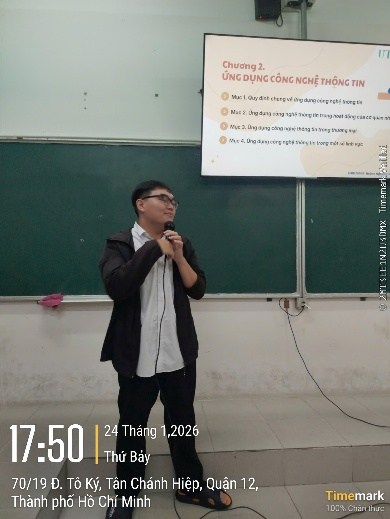 Chương 2.
ỨNG DỤNG CÔNG NGHỆ THÔNG TIN
Mục 1. Quy định chung về ứng dụng công nghệ thông tin
Mục 2. Ứng dụng công nghệ thông tin trong hoạt động của cơ quan nhà
Mục 3. Ứng dụng công nghệ thông tin trong thương mại
Mục 4. Ứng dụng công nghệ thông tin trong một số lĩnh vực
17:50
24 Tháng 1,2026
Thứ Bảy
70/19 Đ. Tô Ký, Tân Chánh Hiệp, Quận 12,
Thành phố Hồ Chí Minh
Timemark
100% Chân thực